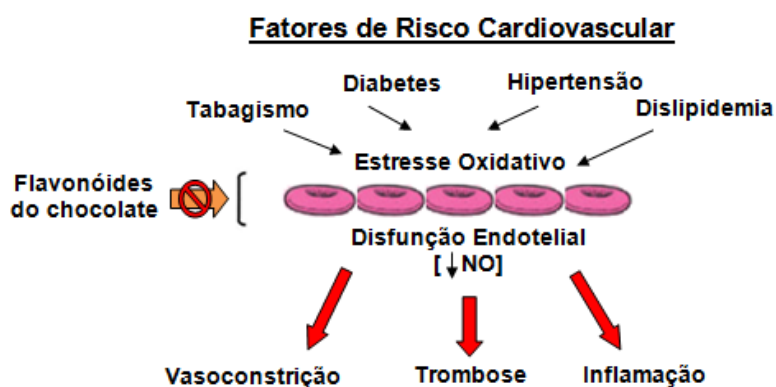 Fatores de Risco Cardiovascular
Diabetes
Hipertensão
Tabagismo
Dislipidemia
Estresse Oxidativo
Flavonóides
do chocolate
Disfunção Endotelial
[↓NO]
Vasoconstrição
Trombose
Inflamação